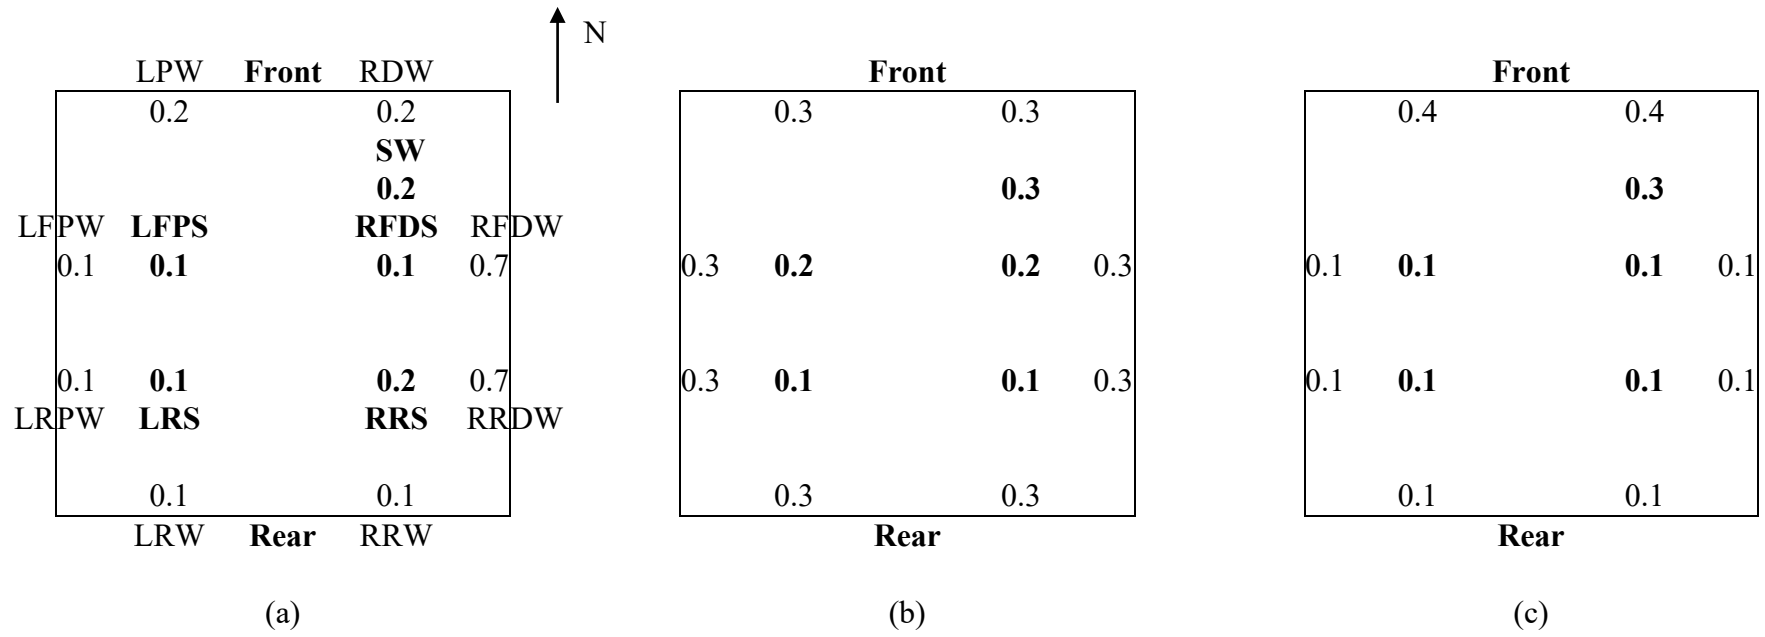 N
LPW Front RDW Front Front
0.2 0.2 0.3 0.3 0.4 0.4
SW
0.2 0.3 0.3
LFPW LFPS RFDS RFDW
0.1 0.1 0.1 0.7 0.3 0.2 0.2 0.3 0.1 0.1 0.1 0.1
0.1 0.1 0.2 0.7 0.3 0.1 0.1 0.3 0.1 0.1 0.1 0.1
LRPW LRS RRS RRDW
0.1 0.1 0.3 0.3 0.1 0.1
LRW Rear RRW Rear Rear
(a) (b) (c)